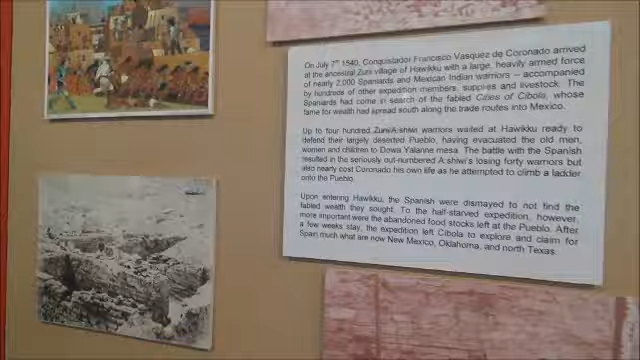 On July 7th 1540, Conquistador Francisco Vasquez de Coronado arrived
at the ancestral Zuni village of Hawikku with a large, heavily armed force
of nearly 2,000 Spaniards and Mexican Indian warriors – accompanied
by hundreds of other expedition members, supplies and livestock. The
Spaniards had come in search of the fabled Cities of Cibola, whose
fame for wealth had spread south along the trade routes into Mexico.
Up to four hundred Zuni/A:shiwi warriors waited at Hawikku ready to
defend their largely deserted Pueblo, having evacuated the old men,
women and children to Dowa Yalanne mesa. The battle with the Spanish
resulted in the seriously out-numbered A:shiwi's losing forty warriors but
also nearly cost Coronado his own life as he attempted to climb a ladder
onto the Pueblo.
Upon entering Hawikku, the Spanish were dismayed to not find the
fabled wealth they sought. To the half-starved expedition, however,
more important were the abandoned food stocks left at the Pueblo. After
a few weeks stay, the expedition left Cibola to explore and claim for
Spain much what are now New Mexico, Oklahoma, and north Texas.